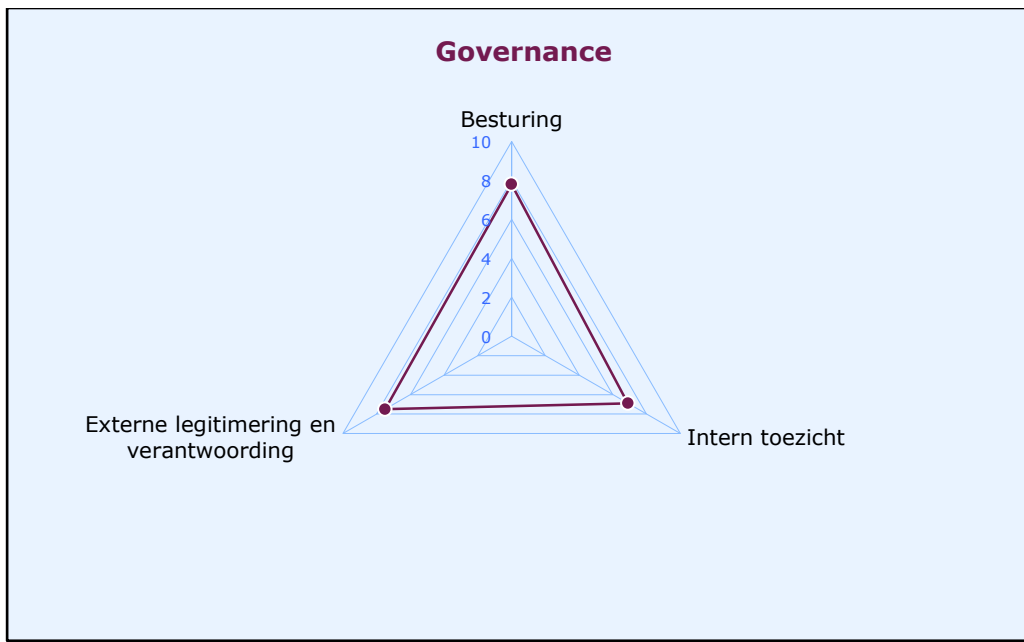 Governance
Besturing
10
8
6
4
2
0
Externe legitimering en
verantwoording
Intern toezicht